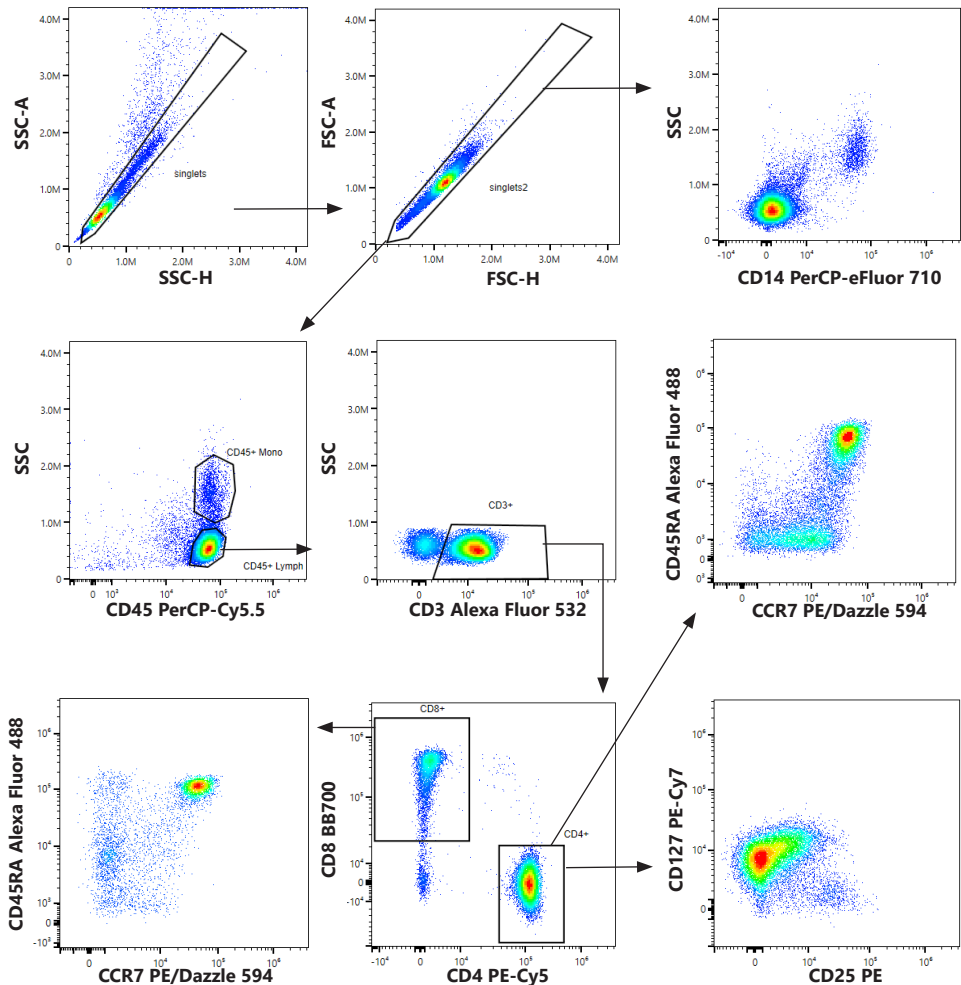 4.0M
3.0M
2.0M
1.0M
0
SSC-A
singlets
0
1.0M
2.0M
3.0M
4.0M
SSC-H
4.0M
3.0M
2.0M
1.0M
0
FSC-A
singlets2
0
1.0M
2.0M
3.0M
4.0M
FSC-H
4.0M
3.0M
2.0M
1.0M
0
SSC
-10⁴
0
10⁴
10⁵
10⁶
CD14 PerCP-eFluor 710
4.0M
3.0M
2.0M
1.0M
0
SSC
CD45+ Mono
CD45+ Lymph
0
10³
10⁴
10⁵
10⁶
CD45 PerCP-Cy5.5
4.0M
3.0M
2.0M
1.0M
0
SSC
CD3+
0
10⁴
10⁵
10⁶
CD3 Alexa Fluor 532
0⁶
0⁵
10⁴
10³
0
0³
CD45RA Alexa Fluor 488
0
10⁴
10⁵
10⁶
CCR7 PE/Dazzle 594
10⁶
10⁵
10⁴
10³
0
-10³
CD45RA Alexa Fluor 488
0
10⁴
10⁵
10⁶
CCR7 PE/Dazzle 594
CD8+
10⁶
10⁵
10⁴
0
-10⁴
CD8 BB700
CD4+
-10⁴
0
10⁴
10⁵
10⁶
CD4 PE-Cy5
10⁶
10⁵
10⁴
0
CD127 PE-Cy7
0
10⁴
10⁵
10⁶
CD25 PE